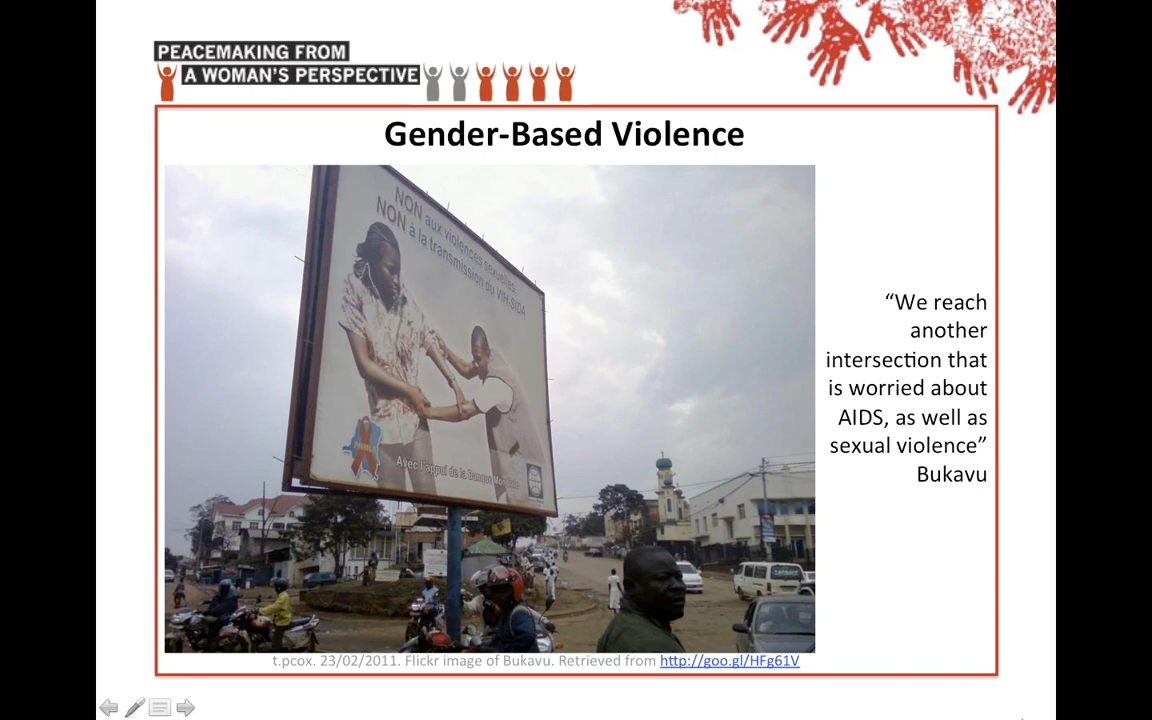 PEACEMAKING FROM
A WOMAN'S PERSPECTIVE
Gender-Based Violence
NON aux violences sexuelles,
NON à la transmission du VIH-SIDA
Avec l'appui de la Banque Mondiale
“We reach
another
intersection that
is worried about
AIDS, as well as
sexual violence”
Bukavu
t.pcox. 23/02/2011. Flickr image of Bukavu. Retrieved from http://goo.gl/HFg61V